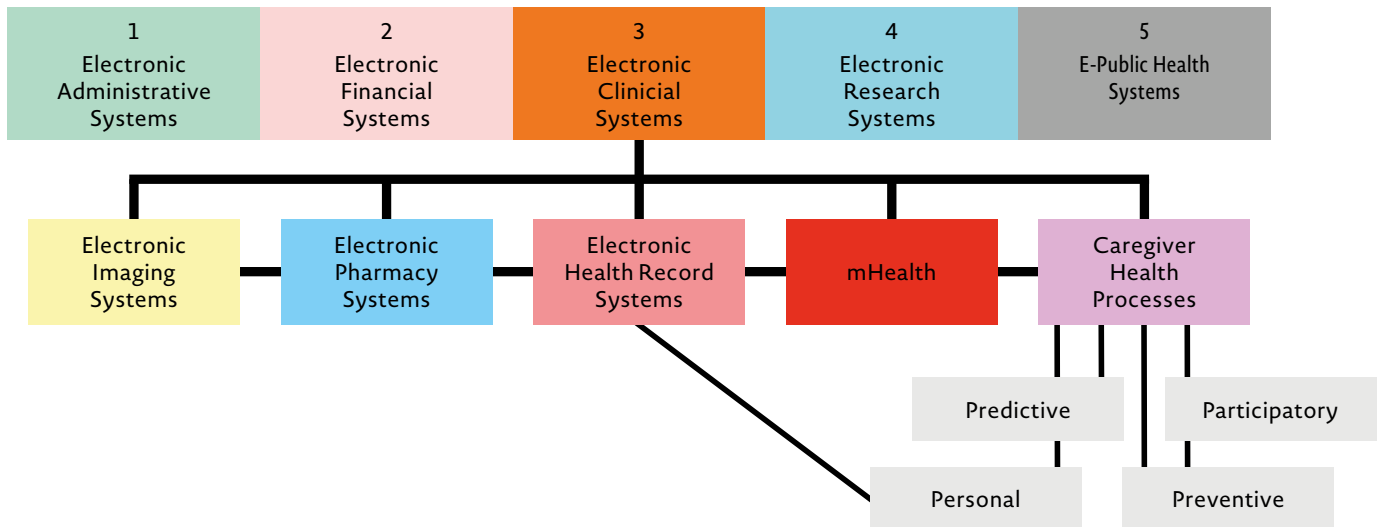 1
Electronic
Administrative
Systems
2
Electronic
Financial
Systems
3
Electronic
Clinicial
Systems
4
Electronic
Research
Systems
5
E-Public Health
Systems
Electronic
Imaging
Systems
Electronic
Pharmacy
Systems
Electronic
Health Record
Systems
mHealth
Caregiver
Health
Processes
Predictive
Participatory
Personal
Preventive